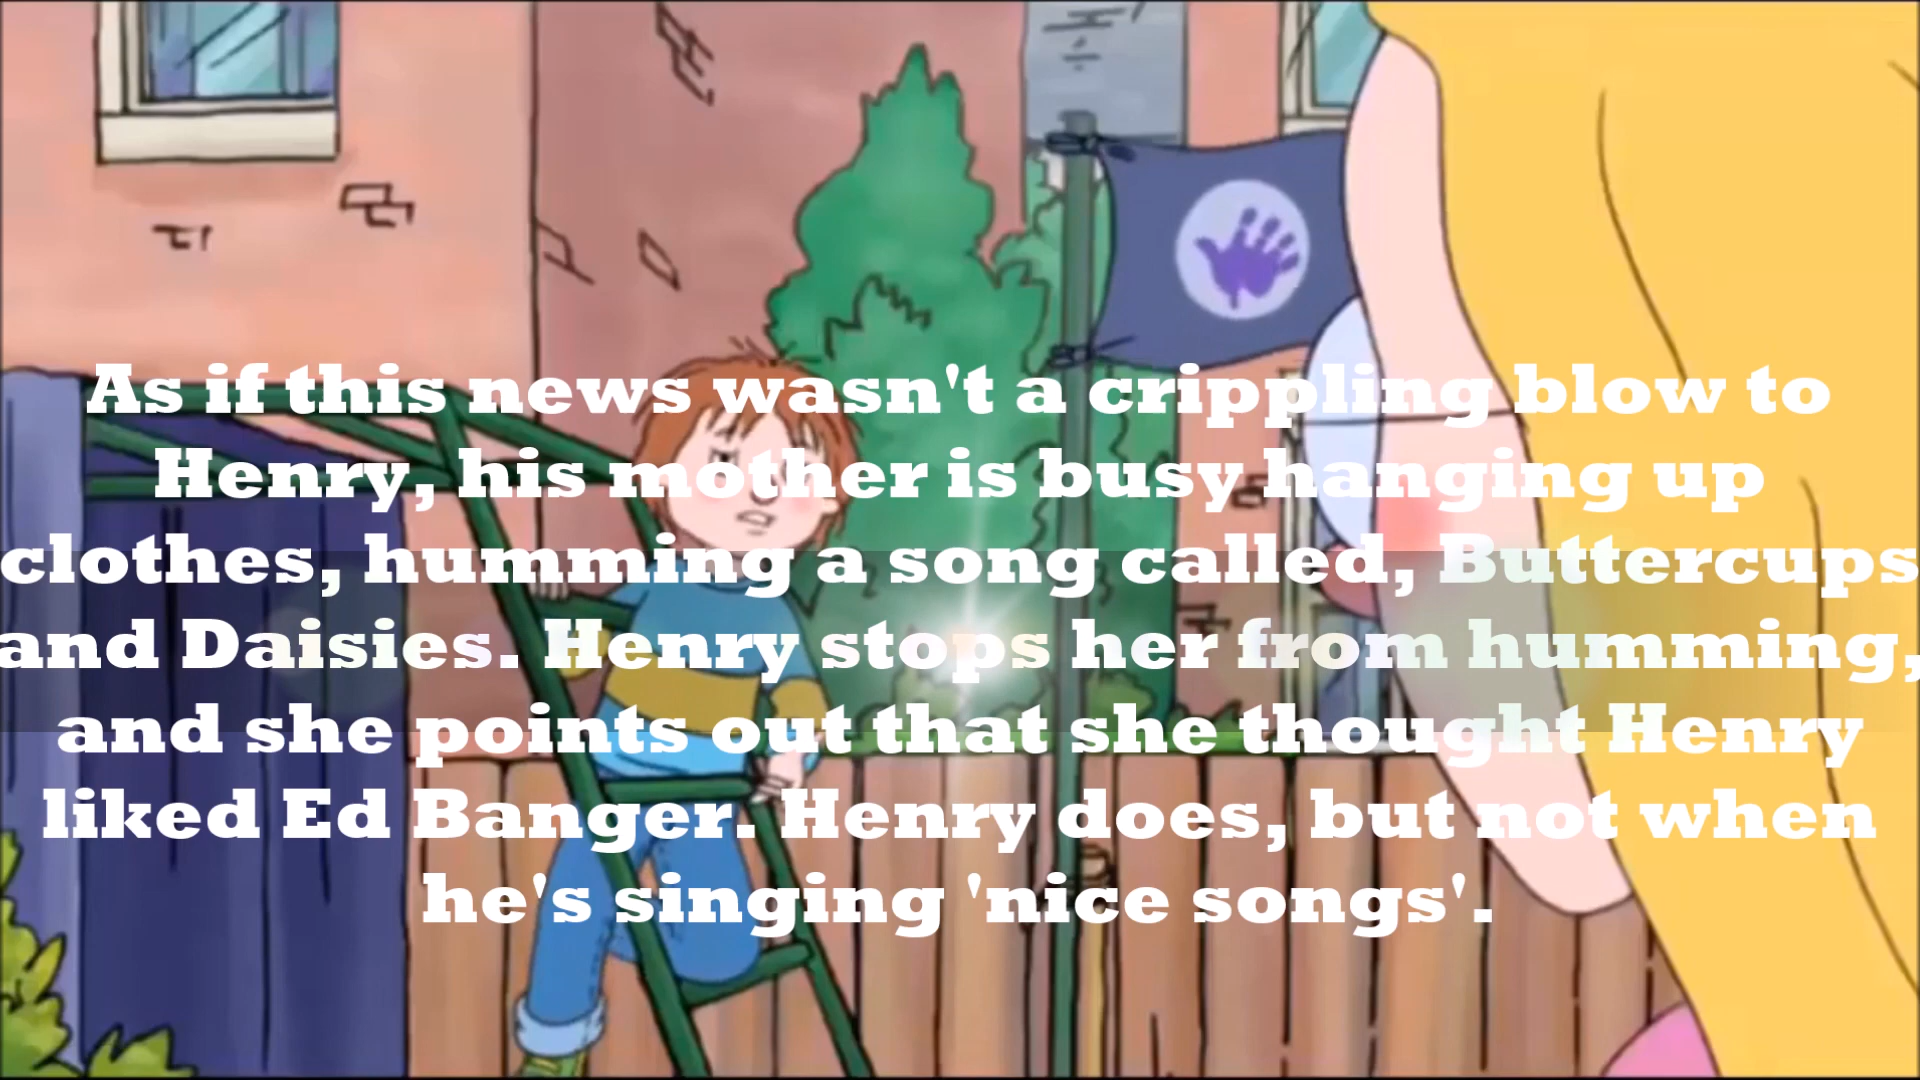 As if this news wasn't a crippling blow to
Henry, his mother is busy hanging up
clothes, humming a song called, Buttercups
and Daisies. Henry stops her from humming,
and she points out that she thought Henry
liked Ed Banger. Henry does, but not when
he's singing 'nice songs'.